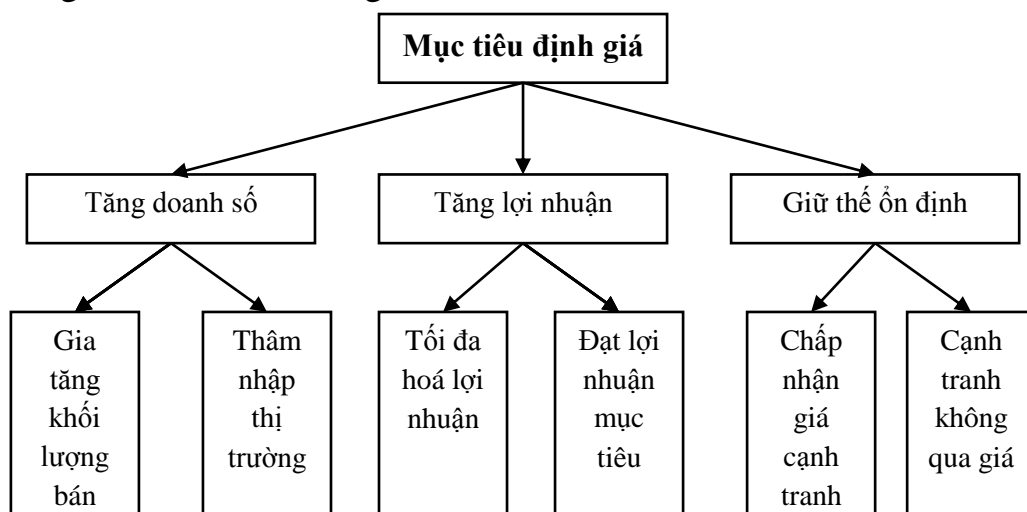 Mục tiêu định giá
Tăng doanh số
Tăng lợi nhuận
Giữ thế ổn định
Gia
tăng
khối
lượng
bán
Thâm
nhập
thị
trường
Tối đa
hoá lợi
nhuận
Đạt lợi
nhuận
mục
tiêu
Chấp
nhận
giá
cạnh
tranh
Cạnh
tranh
không
qua giá